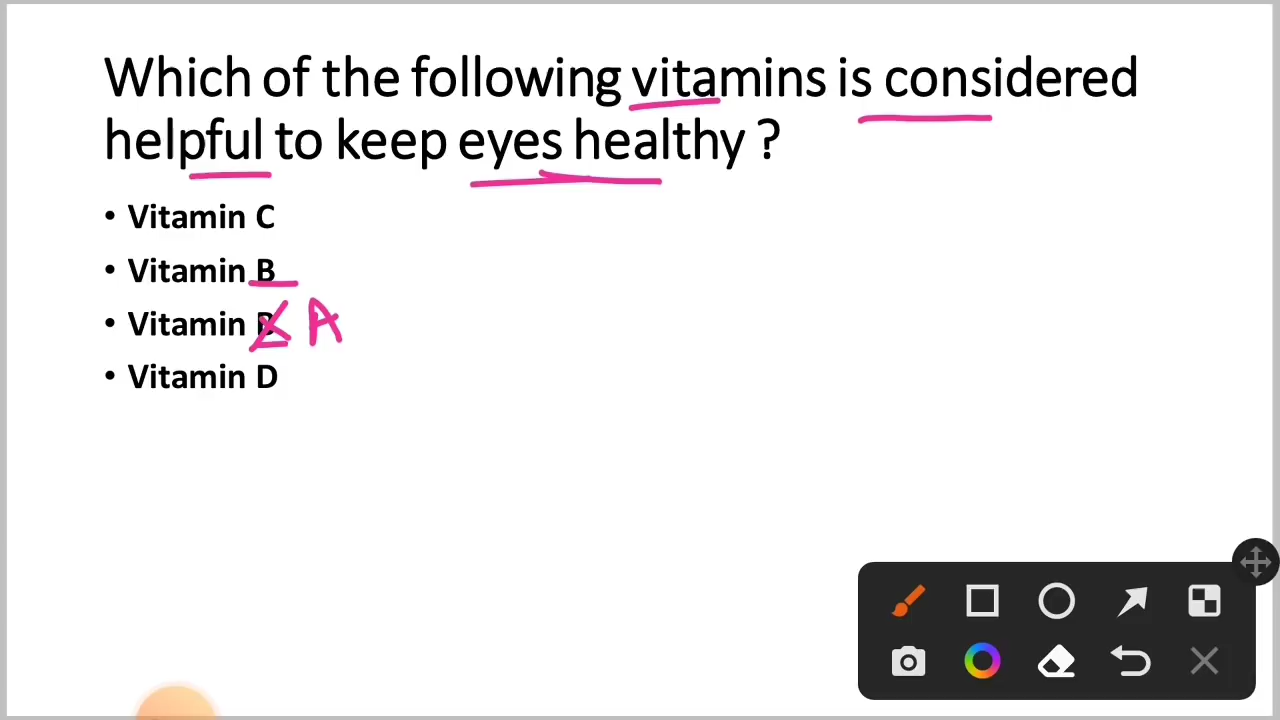 Which of the following vitamins is considered
helpful to keep eyes healthy ?
• Vitamin C
• Vitamin B
• Vitamin A
• Vitamin D